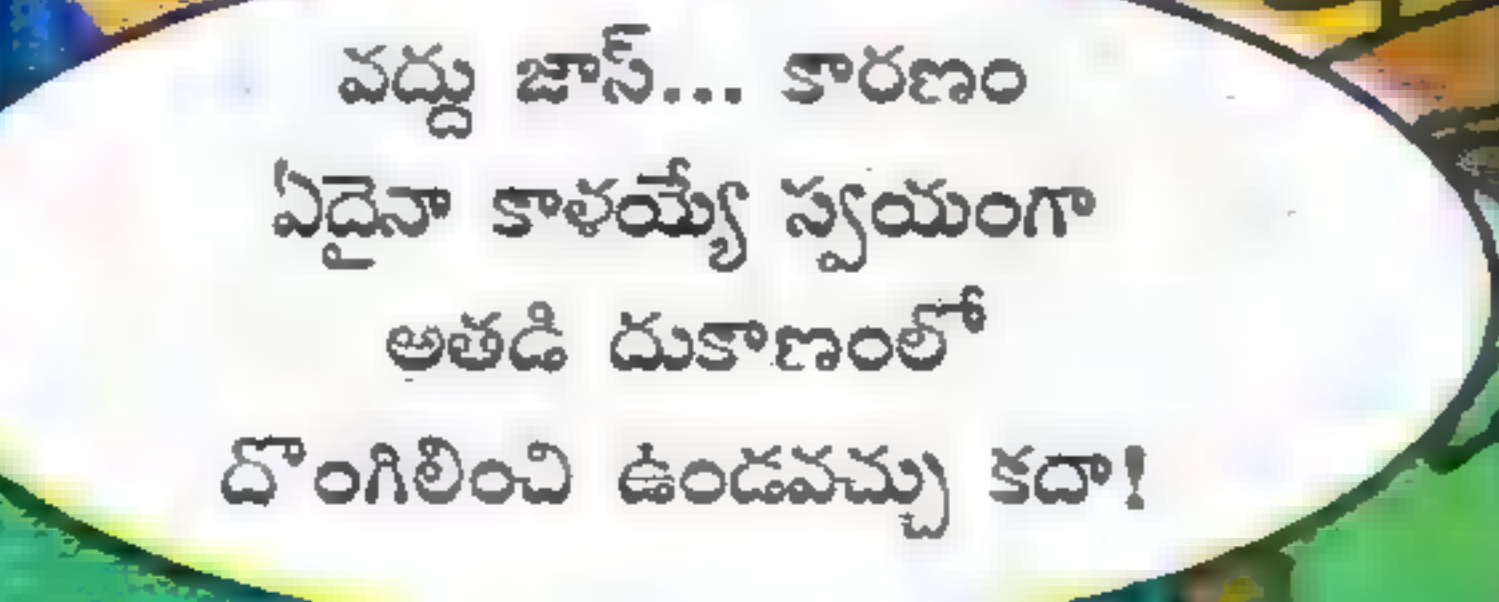 వద్దు జాస్... కారణం
ఏదైనా కాళయ్యే స్వయంగా
అతడి దుకాణంలో
దొంగిలించి ఉండవచ్చు కదా!